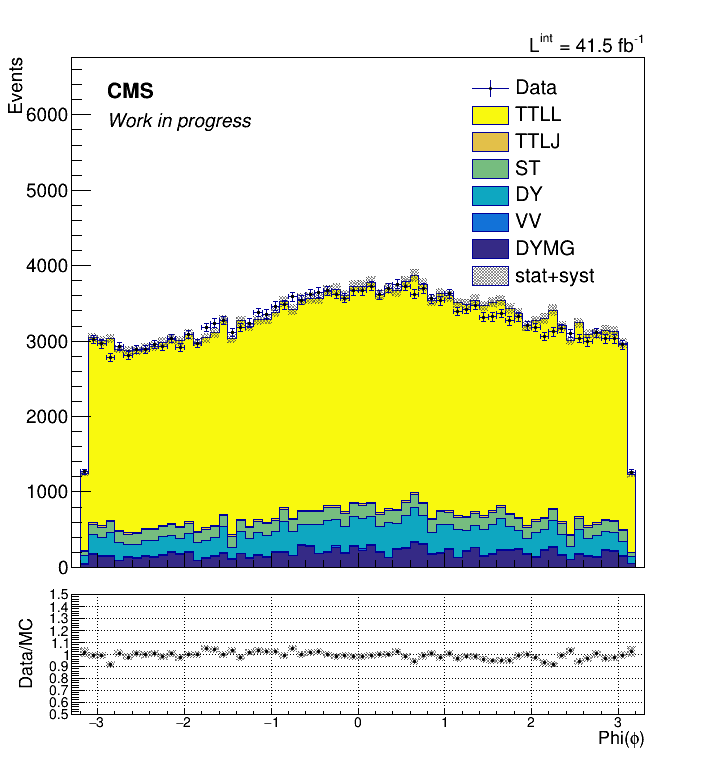 L^int = 41.5 fb^-1
Events
CMS
Work in progress
Data
TTLL
TTLJ
ST
DY
VV
DYMG
stat+syst
6000
5000
4000
3000
2000
1000
0
Data/MC
1.5
1.4
1.3
1.2
1.1
1
0.9
0.8
0.7
0.6
0.5
−3 −2 −1 0 1 2 3
Phi(ϕ)